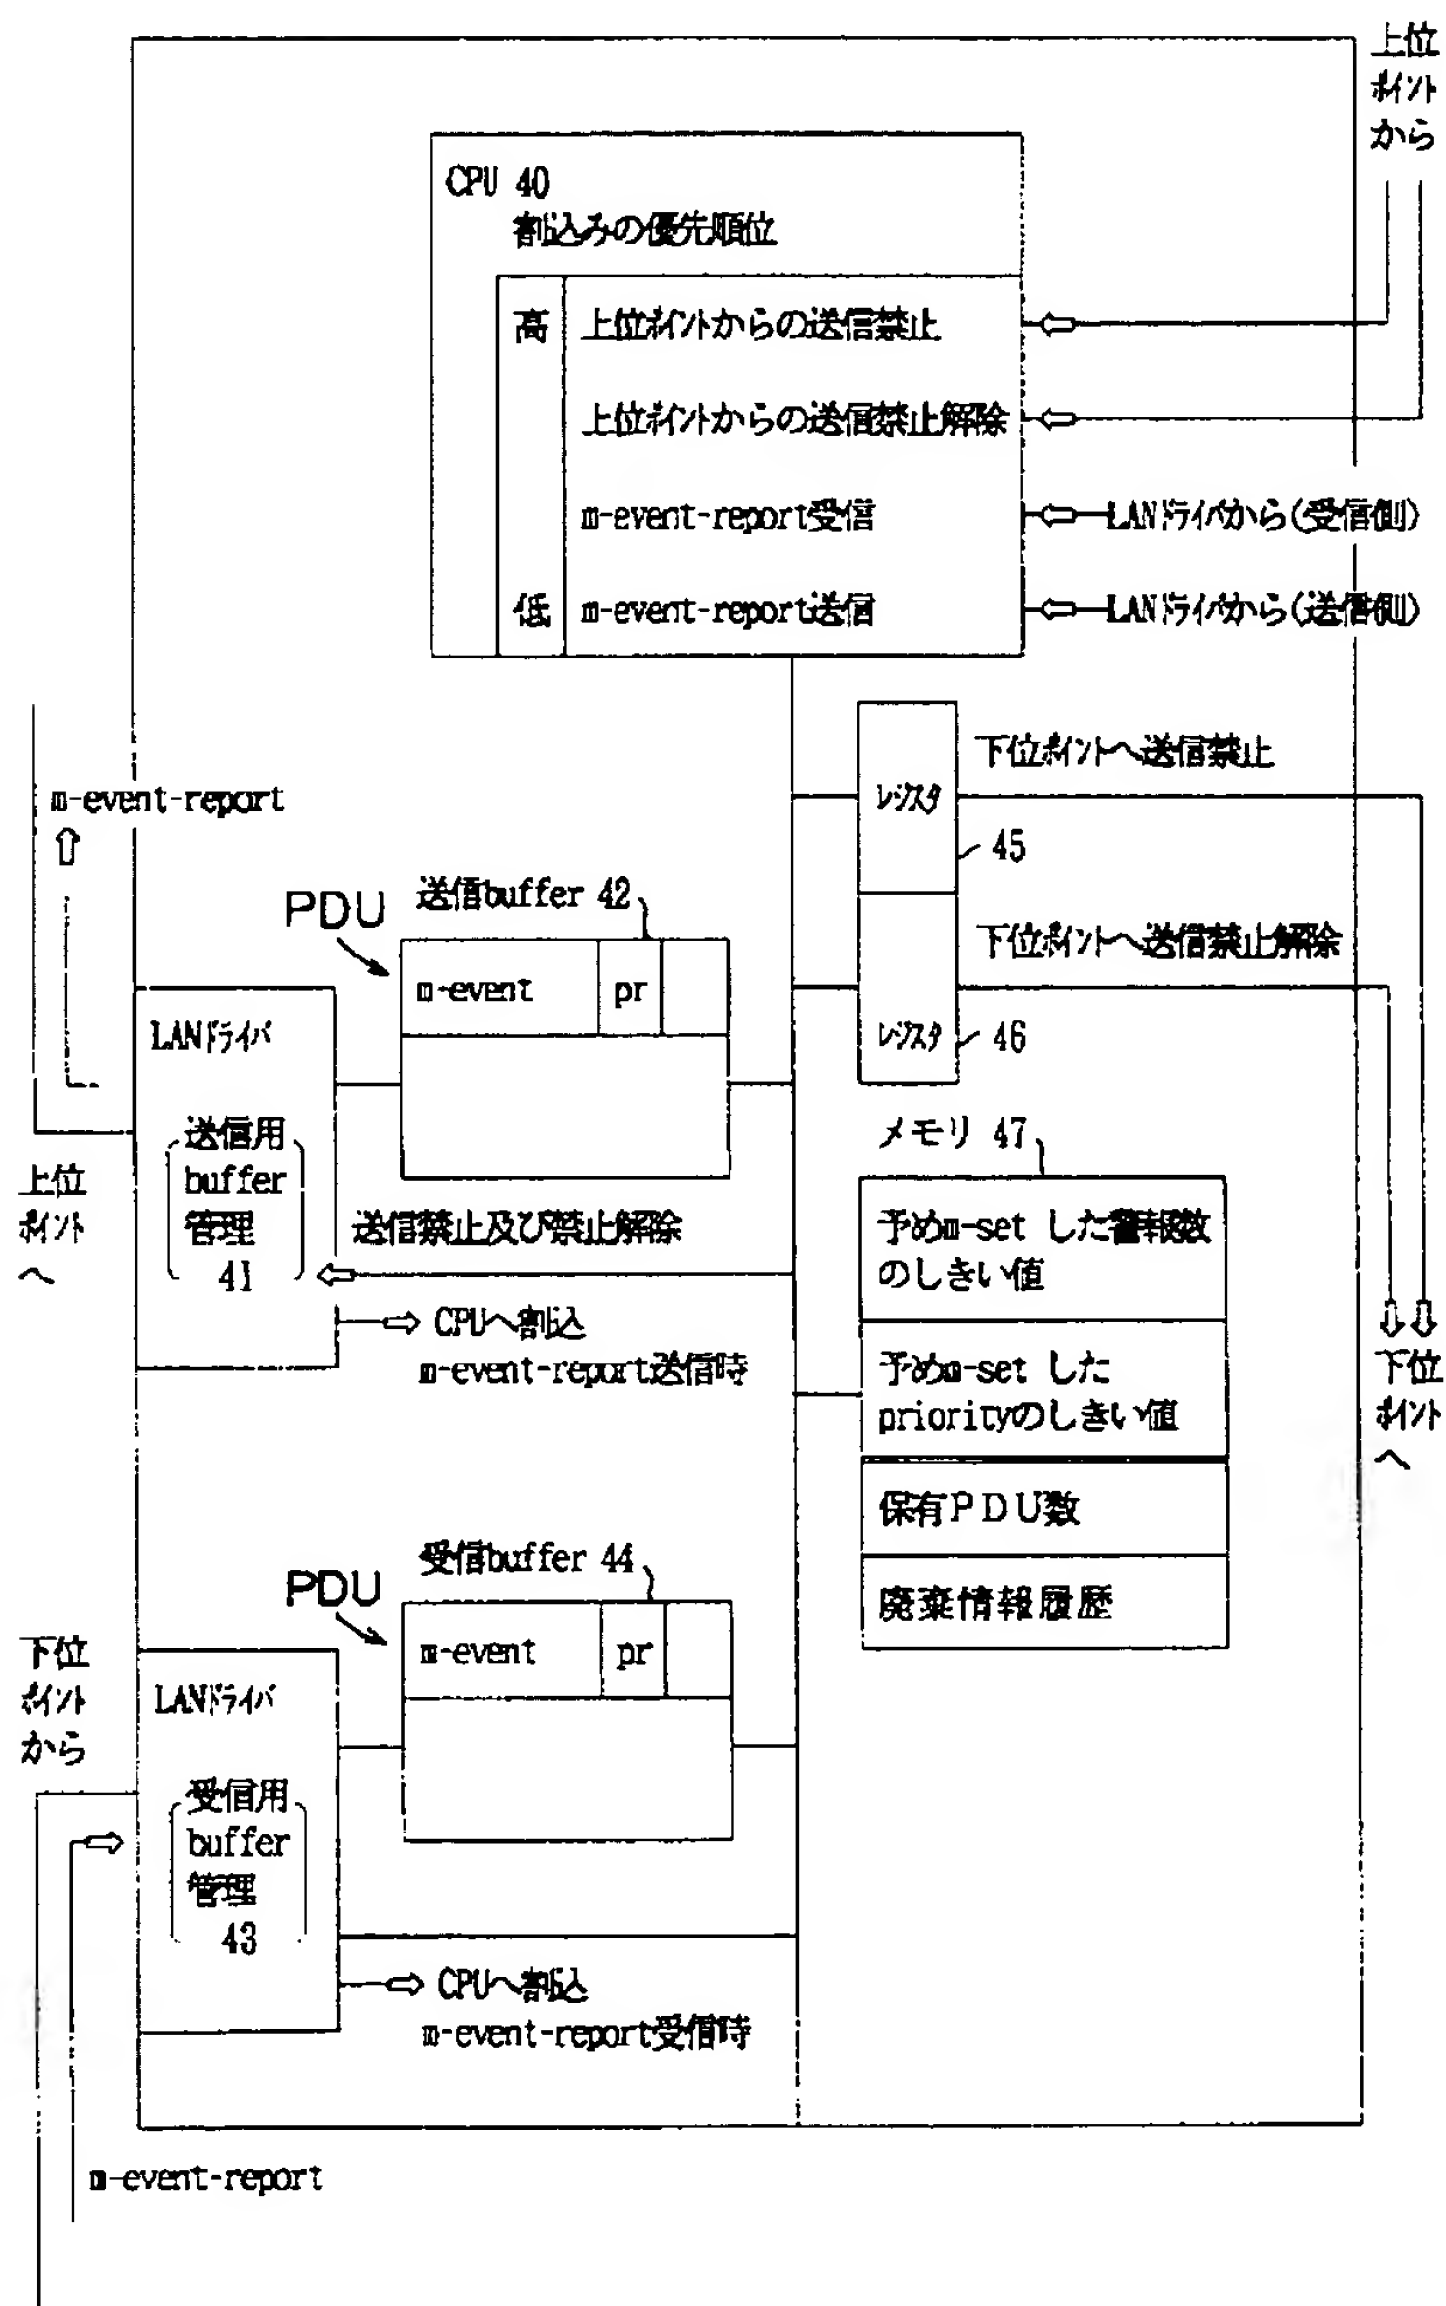 上位
ポイント
から
CPU 40
割込みの優先順位
高 上位ポイントからの送信禁止
上位ポイントからの送信禁止解除
m-event-report受信 LANドライバから(受信側)
低 m-event-report送信 LANドライバから(送信側)
下位ポイントへ送信禁止
レジスタ
45
m-event-report
送信buffer 42
PDU
m-event pr
下位ポイントへ送信禁止解除
レジスタ
46
LANドライバ
送信用
buffer
管理
41
上位
ポイント
へ
送信禁止及び禁止解除
CPUへ割込
m-event-report送信時
メモリ 47
予めm-set した警報数
のしきい値
予めm-set した
priorityのしきい値
保有PDU数
廃棄情報履歴
下位
ポイント
へ
受信buffer 44
PDU
m-event pr
下位
ポイント
から
LANドライバ
受信用
buffer
管理
43
CPUへ割込
m-event-report受信時
m-event-report